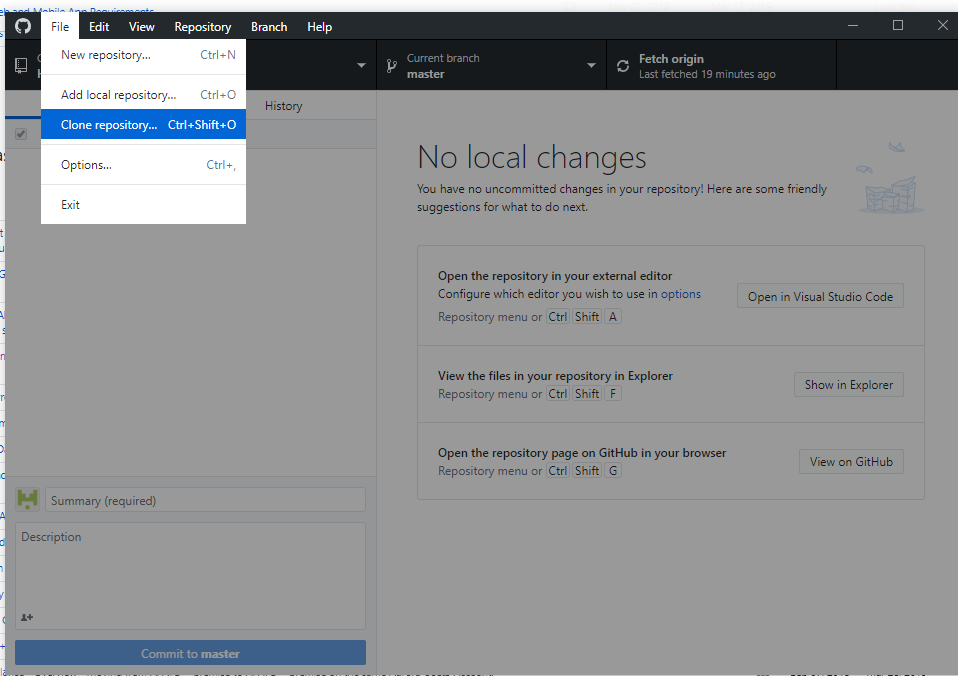 File Edit View Repository Branch Help
New repository... Ctrl+N
Add local repository... Ctrl+O
Clone repository... Ctrl+Shift+O
Options... Ctrl+,
Exit
Current branch
master
Fetch origin
Last fetched 19 minutes ago
History
No local changes
You have no uncommitted changes in your repository! Here are some friendly
suggestions for what to do next.
Open the repository in your external editor
Configure which editor you wish to use in options
Repository menu or Ctrl Shift A
Open in Visual Studio Code
View the files in your repository in Explorer
Repository menu or Ctrl Shift F
Show in Explorer
Open the repository page on GitHub in your browser
Repository menu or Ctrl Shift G
View on GitHub
Summary (required)
Description
Commit to master